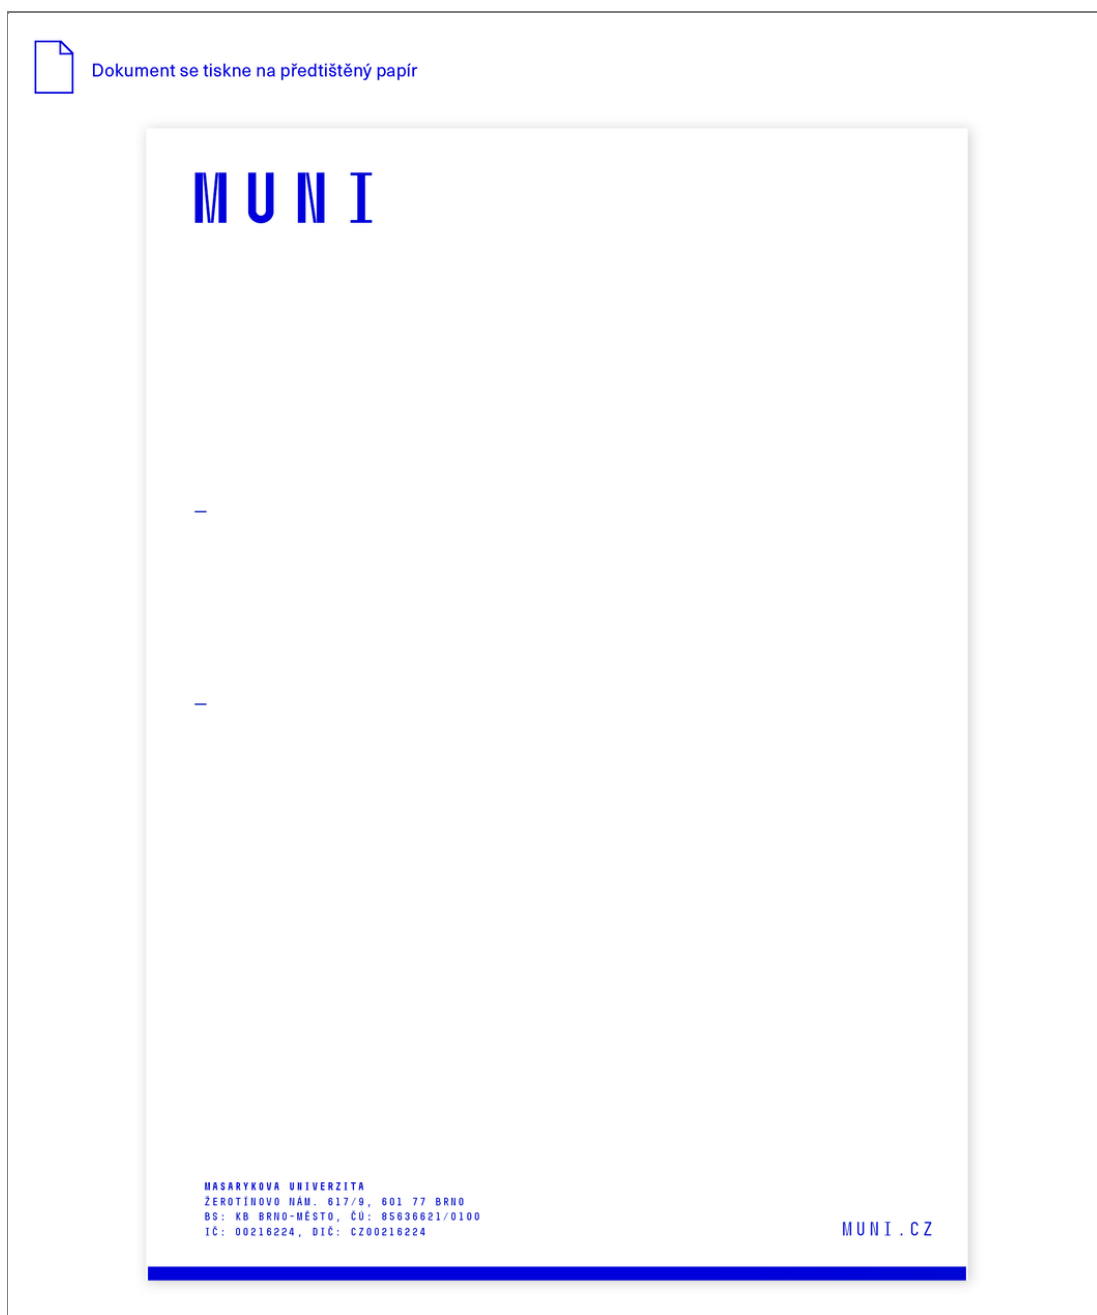 Dokument se tiskne na předtištěný papír
MUNI
–
–
MASARYKOVA UNIVERZITA
ŽEROTÍNOVO NÁM. 617/9, 601 77 BRNO
BS: KB BRNO-MĚSTO, ČÚ: 85636621/0100
IČ: 00216224, DIČ: CZ00216224
MUNI.CZ